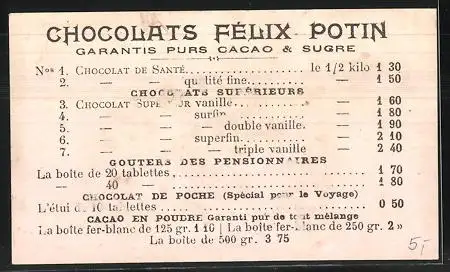 CHOCOLATS FÉLIX POTIN
GARANTIS PURS CACAO & SUCRE
Nos 1. CHOCOLAT DE SANTÉ le 1/2 kilo 1 30
2. — — qualité fine 1 50
CHOCOLATS SUPÉRIEURS
3. CHOCOLAT SUPÉRIEUR vanille 1 60
4. — — surfin 1 80
5. — — double vanille 1 90
6. — — superfin 2 10
7. — — triple vanille 2 40
GOUTERS DES PENSIONNAIRES
La boîte de 20 tablettes 1 70
— 40 — 1 80
CHOCOLAT DE POCHE (Spécial pour le Voyage)
L'étui de 10 tablettes 0 50
CACAO EN POUDRE Garanti pur de tout mélange
La boîte fer-blanc de 125 gr. 1 10 | La boîte fer-blanc de 250 gr. 2 »
La boîte de 500 gr. 3 75
5F